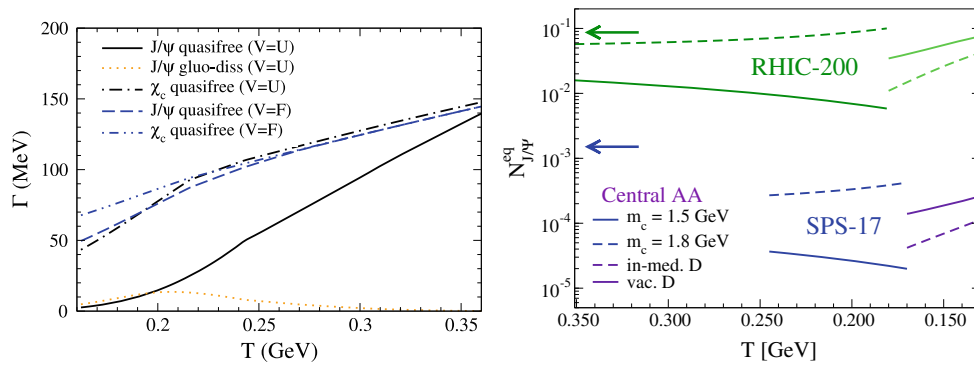 200
150
100
50
0
Γ (MeV)
J/ψ quasifree (V=U)
J/ψ gluo-diss (V=U)
χc quasifree (V=U)
J/ψ quasifree (V=F)
χc quasifree (V=F)
0.2 0.25 0.3 0.35
T (GeV)
10⁻¹
10⁻²
10⁻³
10⁻⁴
10⁻⁵
N^eq_J/Ψ
RHIC-200
Central AA
m_c = 1.5 GeV
m_c = 1.8 GeV
in-med. D
vac. D
SPS-17
0.350 0.300 0.250 0.200 0.150
T [GeV]